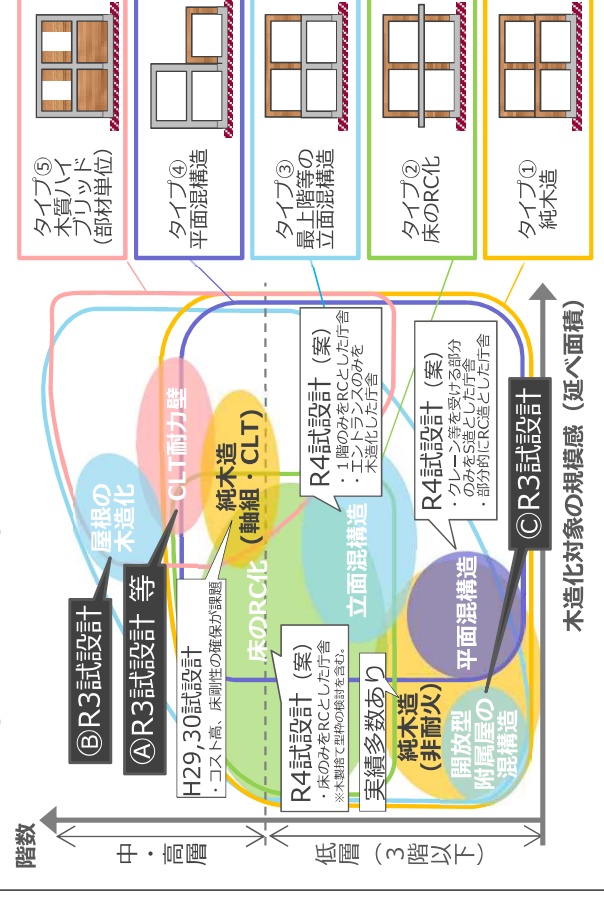 階数
中・高層
低層（3階以下）
木造化対象の規模感（延べ面積）
ⒷR3試設計
ⒶR3試設計 等
ⒸR3試設計
屋根の
木造化
CLT耐力壁
純木造
（軸組・CLT）
H29,30試設計
・コスト高、床剛性の確保が課題
床のRC化
R4試設計（案）
・床のみをRCとした庁舎
※木製捨て型枠の検討を含む。
立面混構造
R4試設計（案）
・１階のみをRCとした庁舎
・エントランスのみを
木造化した庁舎
実績多数あり
純木造
（非耐火）
開放型
附属屋の
混構造
平面混構造
R4試設計（案）
・クレーン等を受ける部分
のみをS造とした庁舎
・部分的にRC造とした庁舎
タイプ⑤
木質ハイ
ブリッド
（部材単位）
タイプ④
平面混構造
タイプ③
最上階等の
立面混構造
タイプ②
床のRC化
タイプ①
純木造